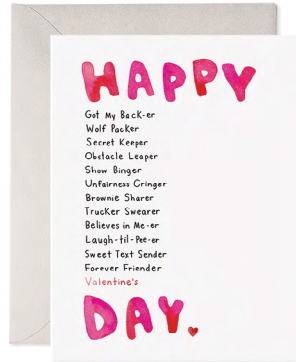 HAPPY
Got My Back-er
Wolf Packer
Secret Keeper
Obstacle Leaper
Show Binger
Unfairness Cringer
Brownie Sharer
Trucker Swearer
Believes in Me-er
Laugh-til-Pee-er
Sweet Text Sender
Forever Friender
Valentine's
DAY.